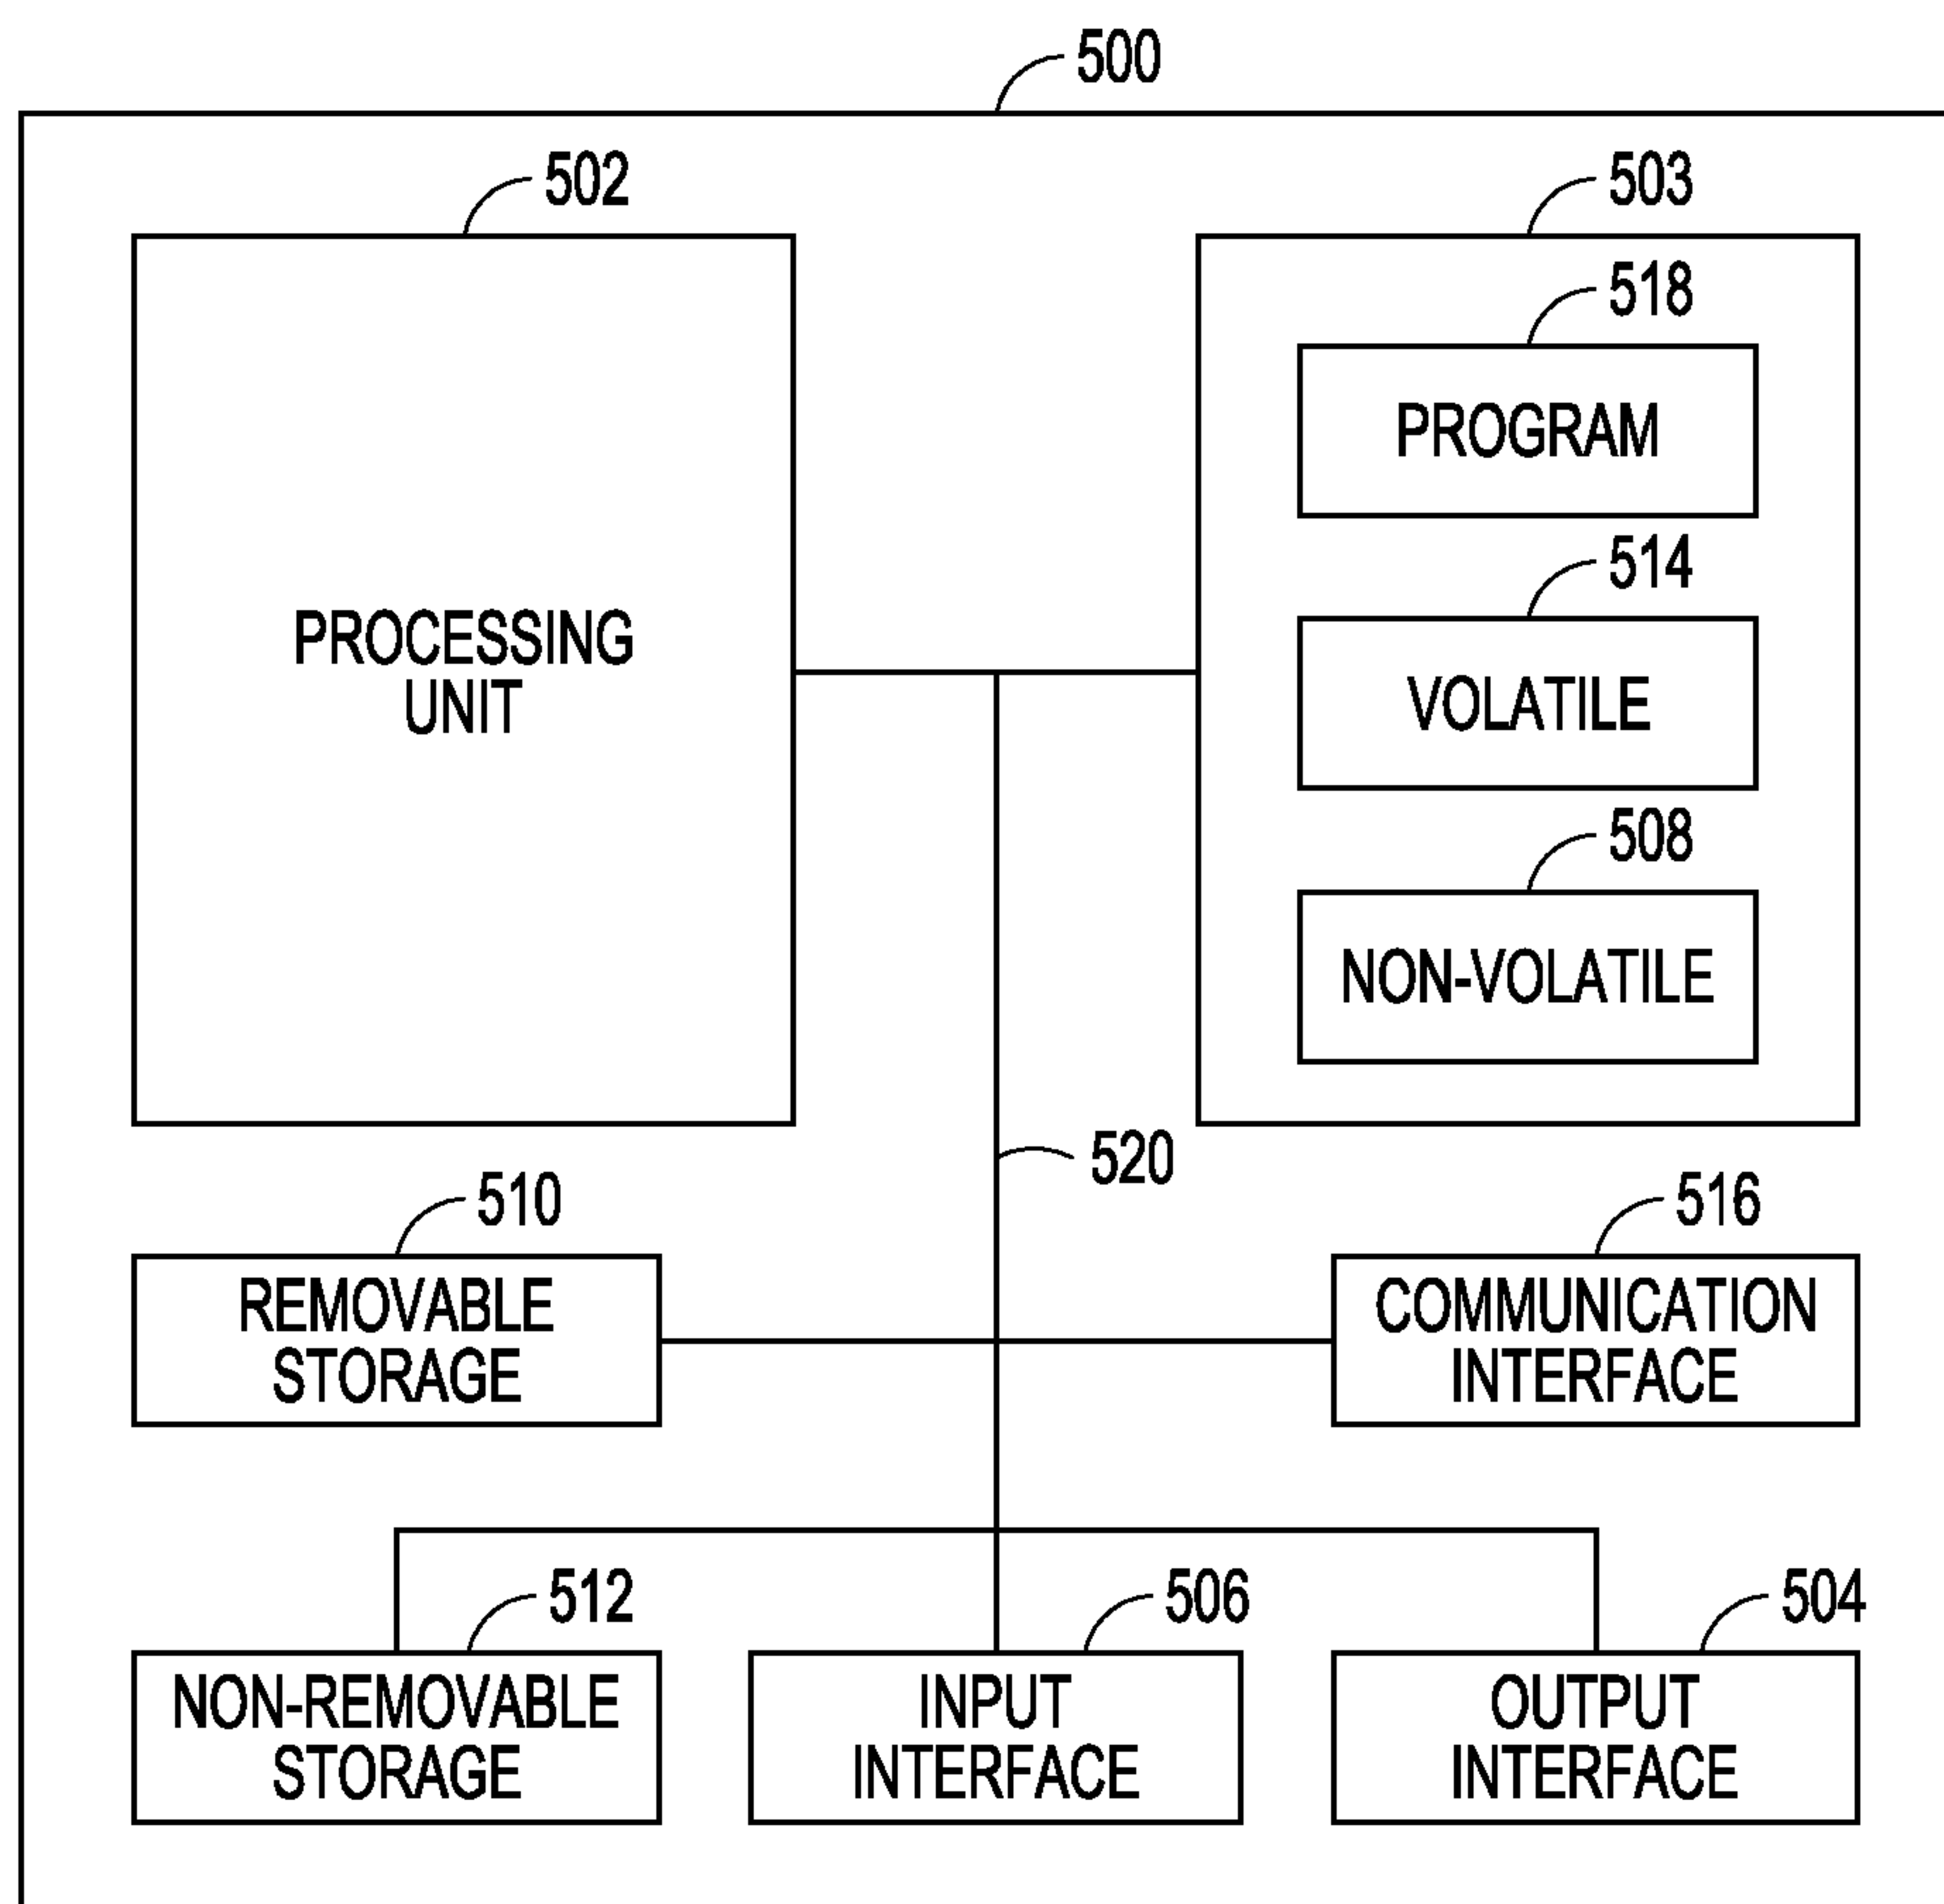 500
502
503
518
PROGRAM
514
PROCESSING
UNIT
VOLATILE
508
NON-VOLATILE
520
510
516
REMOVABLE
STORAGE
COMMUNICATION
INTERFACE
512
506
504
NON-REMOVABLE
STORAGE
INPUT
INTERFACE
OUTPUT
INTERFACE